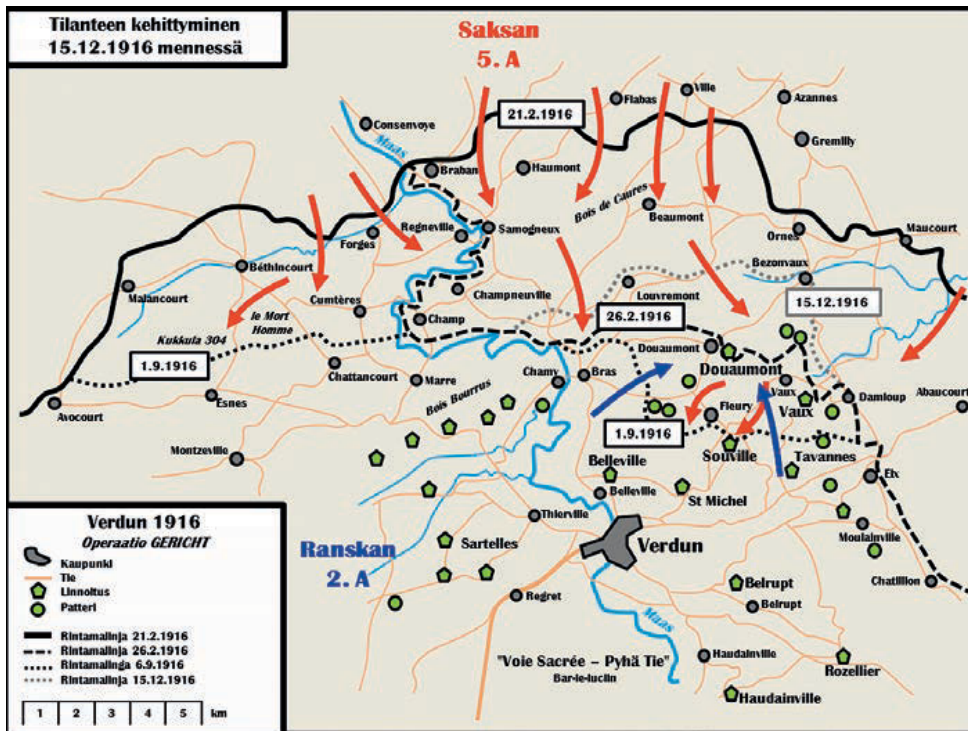 Tilanteen kehittyminen
15.12.1916 mennessä
Saksan
5. A
Ville
Flabas
Azannes
21.2.1916
Consenvoye
Maas
Gremilly
Braban
Haumont
Bois de Caures
Beaumont
Forges
Regneville
Samogneux
Ornes
Maucourt
Béthincourt
Bezonvaux
Malancourt
Cumtères
Champneuville
Louvremont
15.12.1916
le Mort
Homme
Champ
26.2.1916
Kukkula 304
1.9.1916
Douaumont
Douaumont
Chattancourt
Marre
Charny
Bras
Vaux
Vaux
Damloup
Abaucourt
Avocourt
Esnes
Bois Bourrus
Fleury
1.9.1916
Souville
Tavannes
Montzeville
Belleville
Eix
Belleville
St Michel
Thierville
Moulainville
Verdun 1916
Operaatio GERICHT
Kaupunki
Tie
Linnoitus
Patteri
Rintamalinja 21.2.1916
Rintamalinja 26.2.1916
Rintamalinga 6.9.1916
Rintamalinja 15.12.1916
1 2 3 4 5 km
Ranskan
2. A
Sartelles
Verdun
Chatillion
Regret
Belrupt
Belrupt
Maas
"Voie Sacrée – Pyhä Tie"
Bar-le-luclin
Haudainville
Rozellier
Haudainville